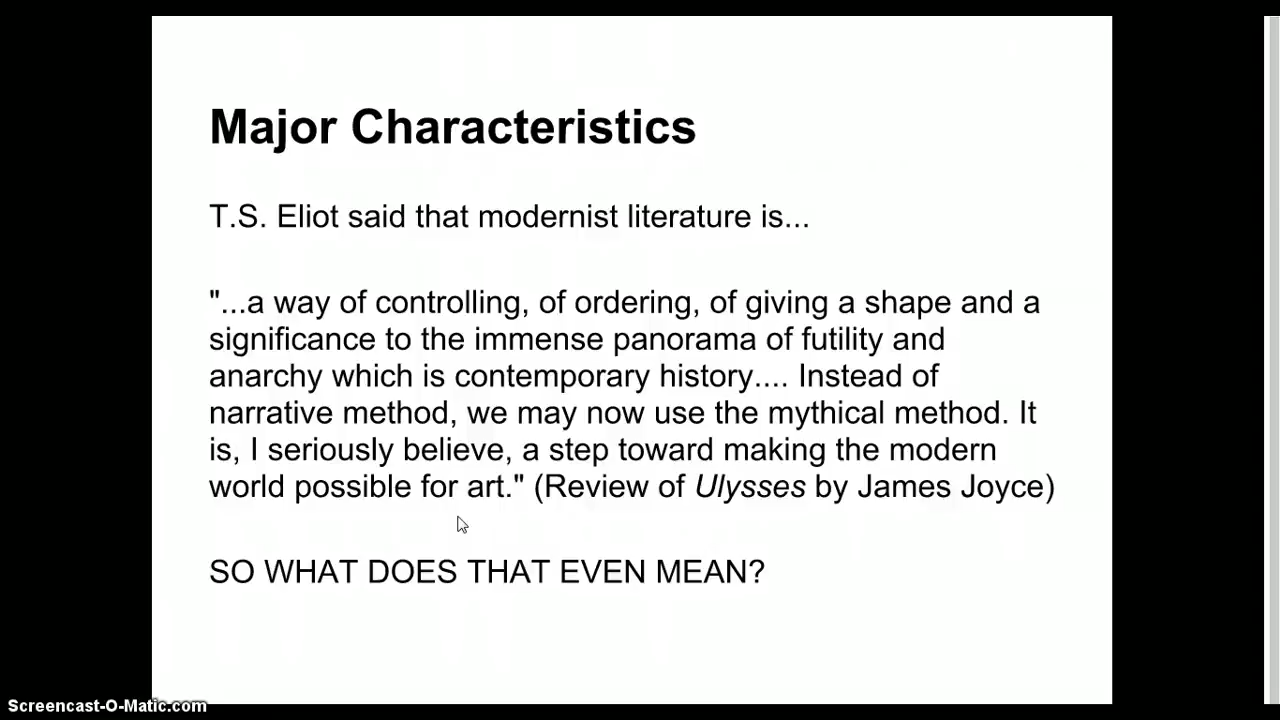 Major Characteristics
T.S. Eliot said that modernist literature is...
"...a way of controlling, of ordering, of giving a shape and a
significance to the immense panorama of futility and
anarchy which is contemporary history.... Instead of
narrative method, we may now use the mythical method. It
is, I seriously believe, a step toward making the modern
world possible for art." (Review of Ulysses by James Joyce)
SO WHAT DOES THAT EVEN MEAN?
Screencast-O-Matic.com